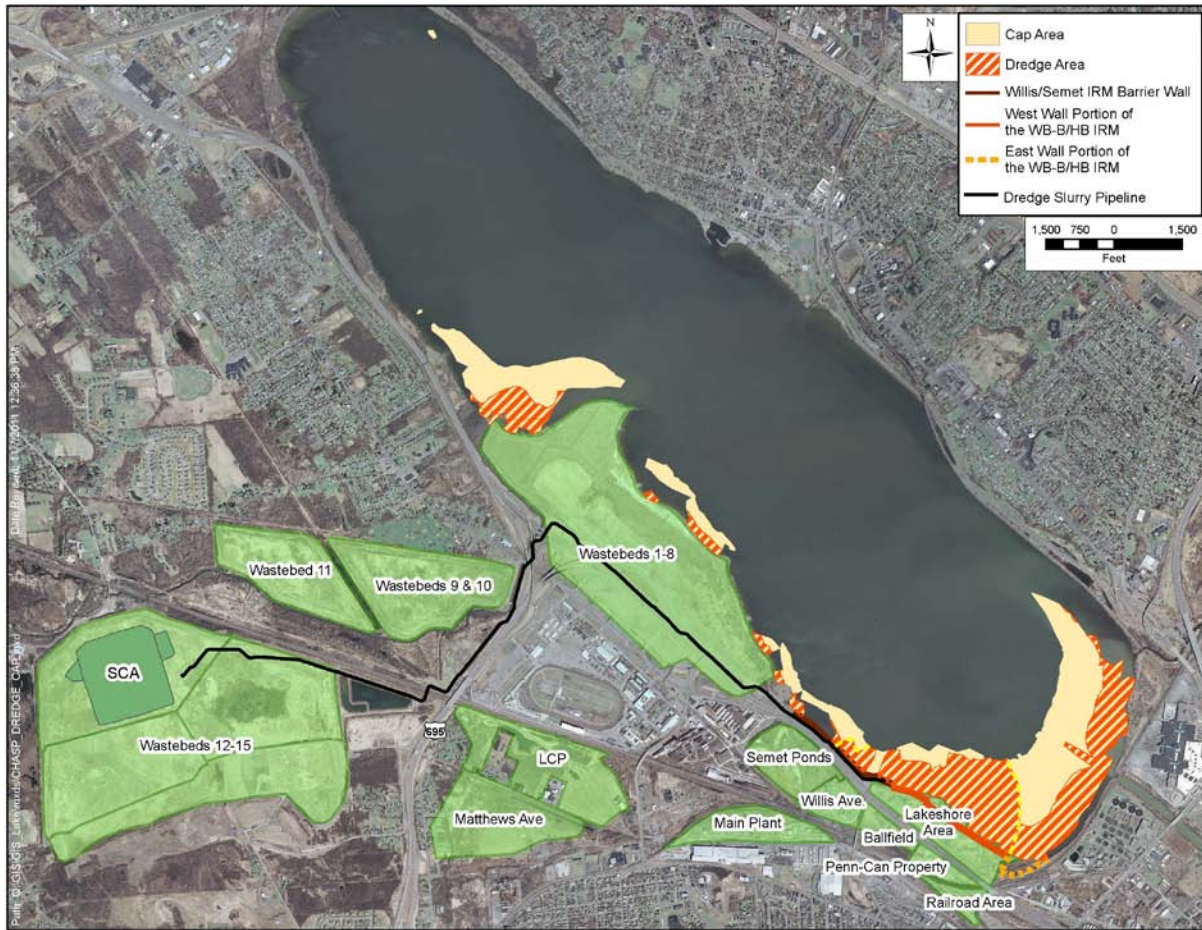 N
Cap Area
Dredge Area
Willis/Semet IRM Barrier Wall
West Wall Portion of
the WB-B/HB IRM
East Wall Portion of
the WB-B/HB IRM
Dredge Slurry Pipeline
1,500 750 0 1,500
Feet
Wastebeds 1-8
Wastebed 11
Wastebeds 9 & 10
SCA
Wastebeds 12-15
695
LCP
Matthews Ave
Semet Ponds
Willis Ave.
Lakeshore
Area
Main Plant
Ballfield
Penn-Can Property
Railroad Area